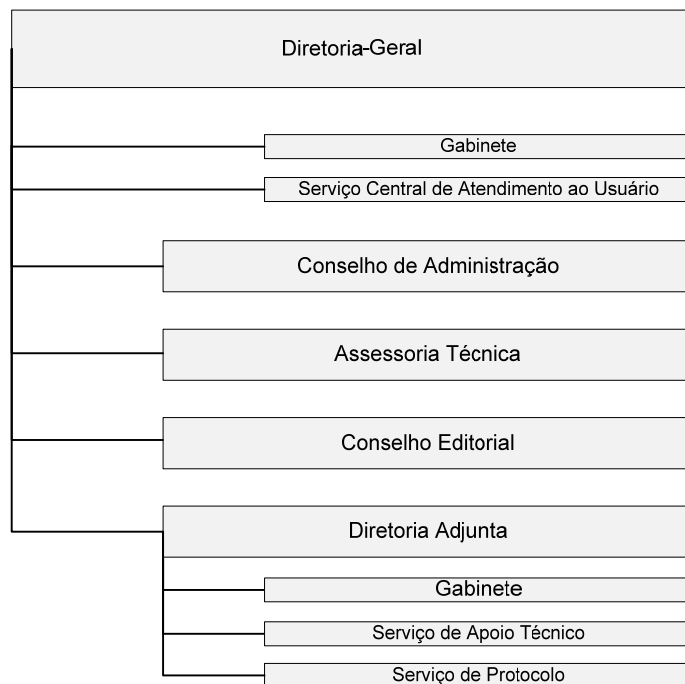 Diretoria-Geral
Gabinete
Serviço Central de Atendimento ao Usuário
Conselho de Administração
Assessoria Técnica
Conselho Editorial
Diretoria Adjunta
Gabinete
Serviço de Apoio Técnico
Serviço de Protocolo